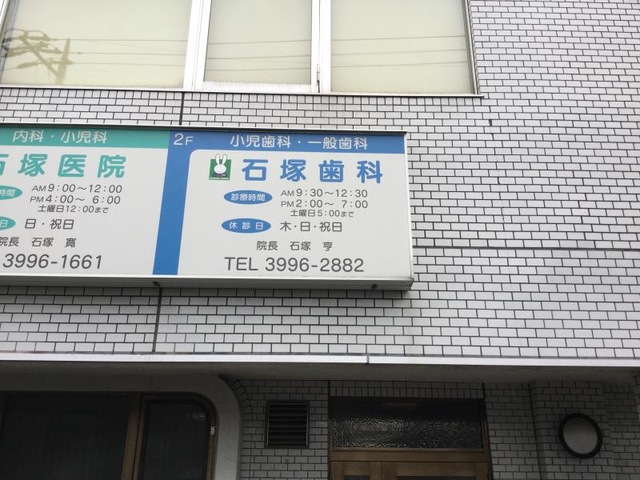 内科・小児科
石塚医院
時間 AM 9:00〜12:00
PM 4:00〜 6:00
土曜日12:00まで
日 日・祝日
院長 石塚 寛
3996-1661
2F 小児歯科・一般歯科
石塚歯科
診療時間 AM 9:30〜12:30
PM 2:00〜 7:00
土曜日5:00まで
休診日 木・日・祝日
院長 石塚 亨
TEL 3996-2882